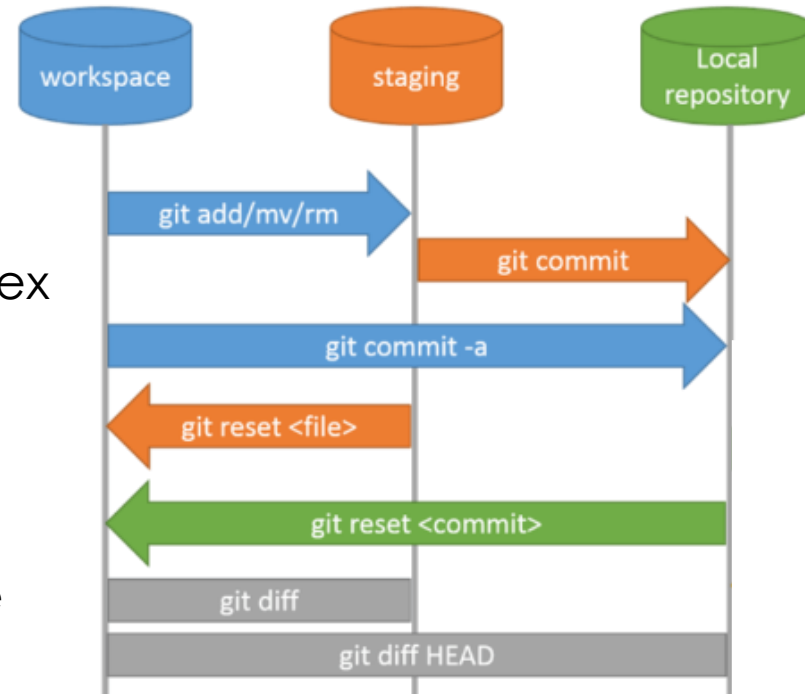 workspace
staging
Local
repository
git add/mv/rm
git commit
ex
git commit -a
git reset <file>
git reset <commit>
git diff
git diff HEAD